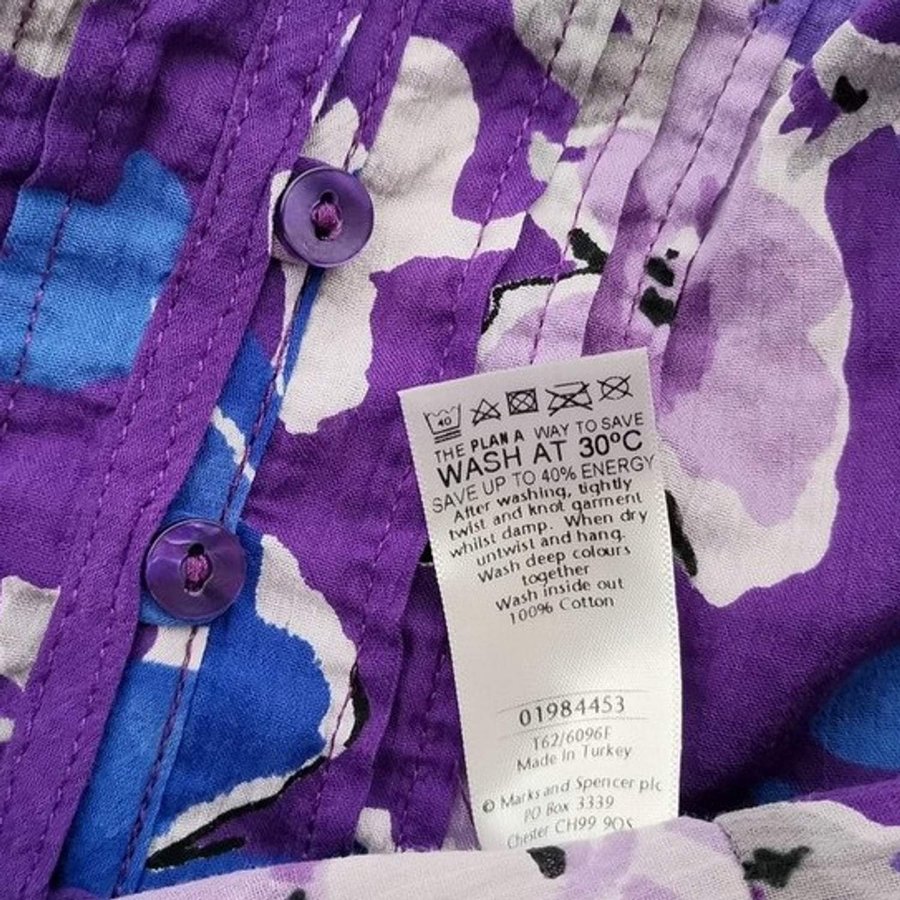 40
THE PLAN A WAY TO SAVE
WASH AT 30ºC
SAVE UP TO 40% ENERGY
After washing, tightly
twist and knot garment
whilst damp. When dry
untwist and hang.
Wash deep colours
together
Wash inside out
100% Cotton
01984453
T62/6096F
Made In Turkey
© Marks and Spencer plc
PO Box 3339
Chester CH99 9QS